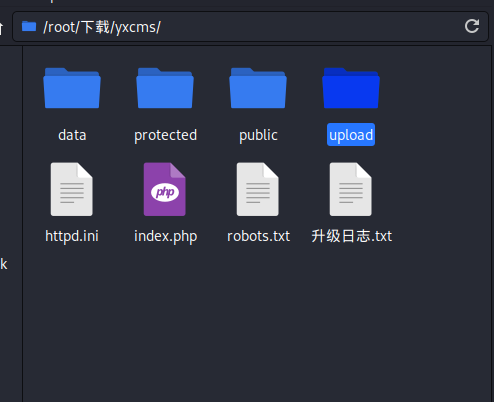 /root/下载/yxcms/
data
protected
public
upload
php
httpd.ini
index.php
robots.txt
升级日志.txt
k